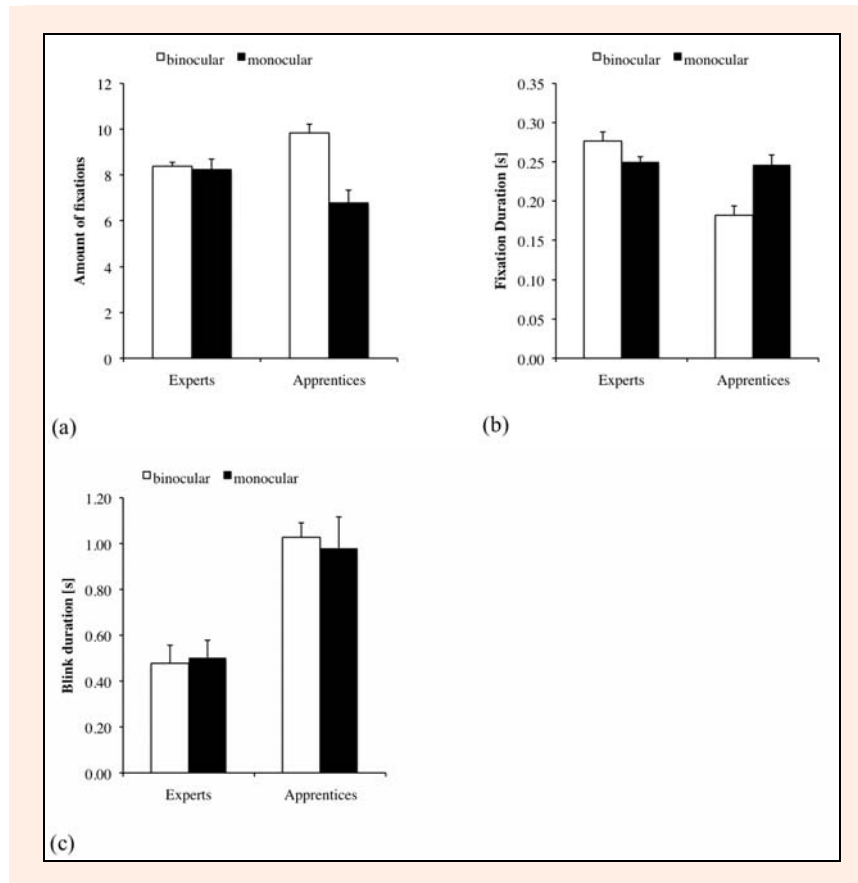 □binocular ■monocular
Amount of fixations
12
10
8
6
4
2
0
Experts Apprentices
(a)
□binocular ■monocular
Fixation Duration [s]
0.35
0.30
0.25
0.20
0.15
0.10
0.05
0.00
Experts Apprentices
(b)
□binocular ■monocular
Blink duration [s]
1.20
1.00
0.80
0.60
0.40
0.20
0.00
Experts Apprentices
(c)